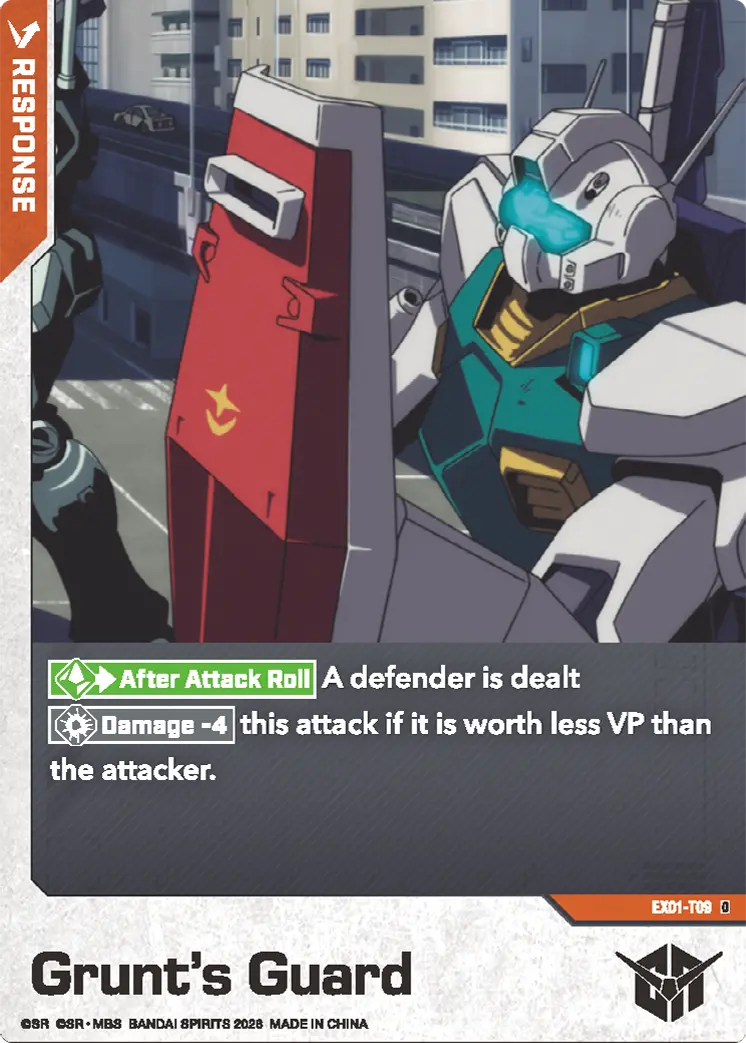 RESPONSE
After Attack Roll A defender is dealt
Damage -4 this attack if it is worth less VP than
the attacker.
EX01-T09
Grunt's Guard
©SR ©SR・MBS BANDAI SPIRITS 2026 MADE IN CHINA